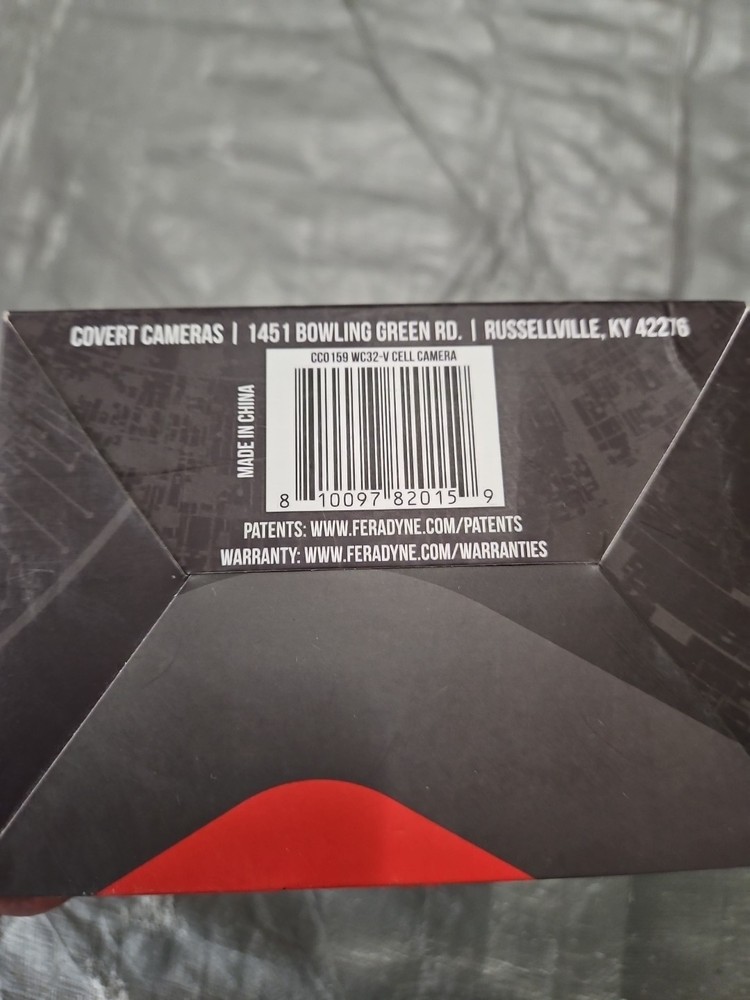 COVERT CAMERAS | 1451 BOWLING GREEN RD. | RUSSELLVILLE, KY 42276
CC0159 WC32-V CELL CAMERA
MADE IN CHINA
8 10097 82015 9
PATENTS: WWW.FERADYNE.COM/PATENTS
WARRANTY: WWW.FERADYNE.COM/WARRANTIES